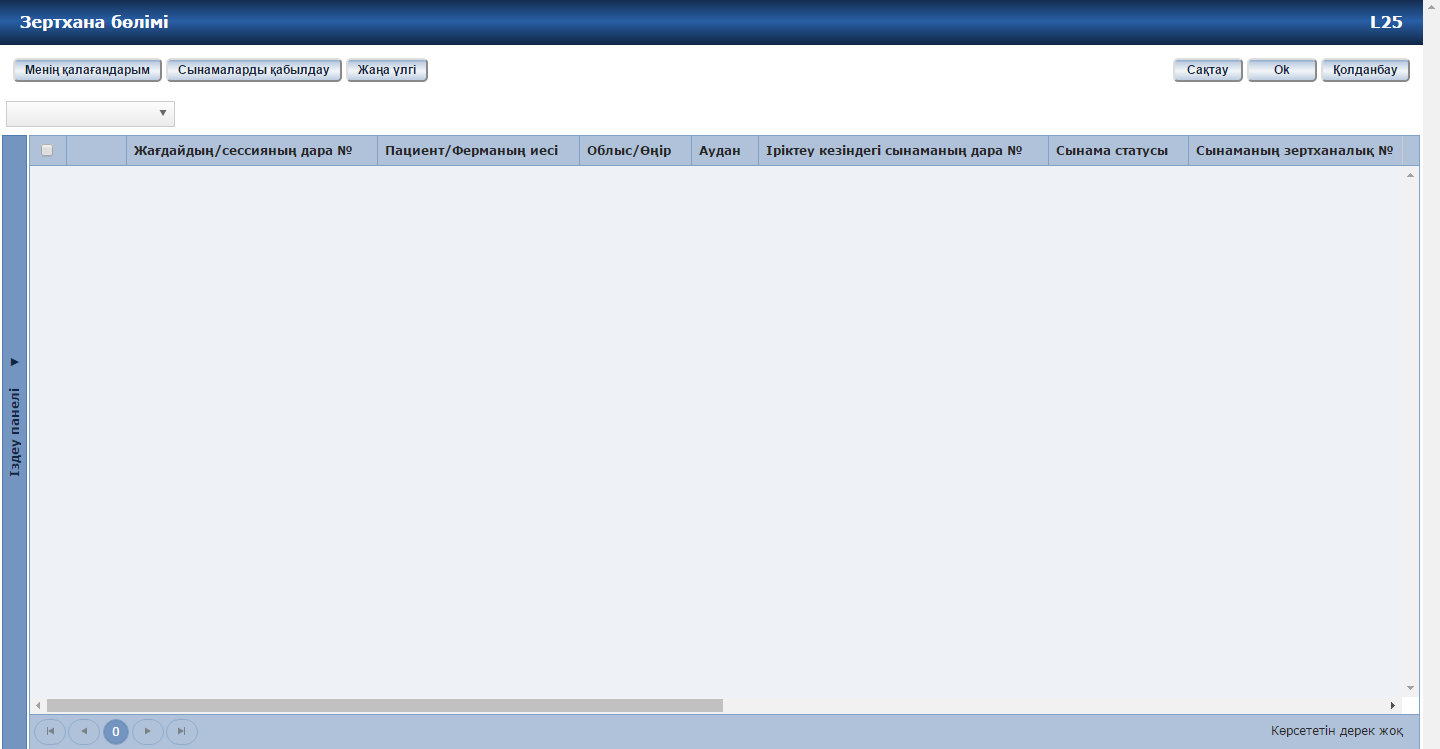 Зертхана бөлімі L25
Менің қалағандарым Сынамаларды қабылдау Жаңа үлгі Сақтау Ok Қолданбау
Жағдайдың/сессияның дара № Пациент/Ферманың иесі Облыс/Өңір Аудан Іріктеу кезіндегі сынаманың дара № Сынама статусы Сынаманың зертханалық №
Іздеу панелі
0 Көрсететін дерек жоқ